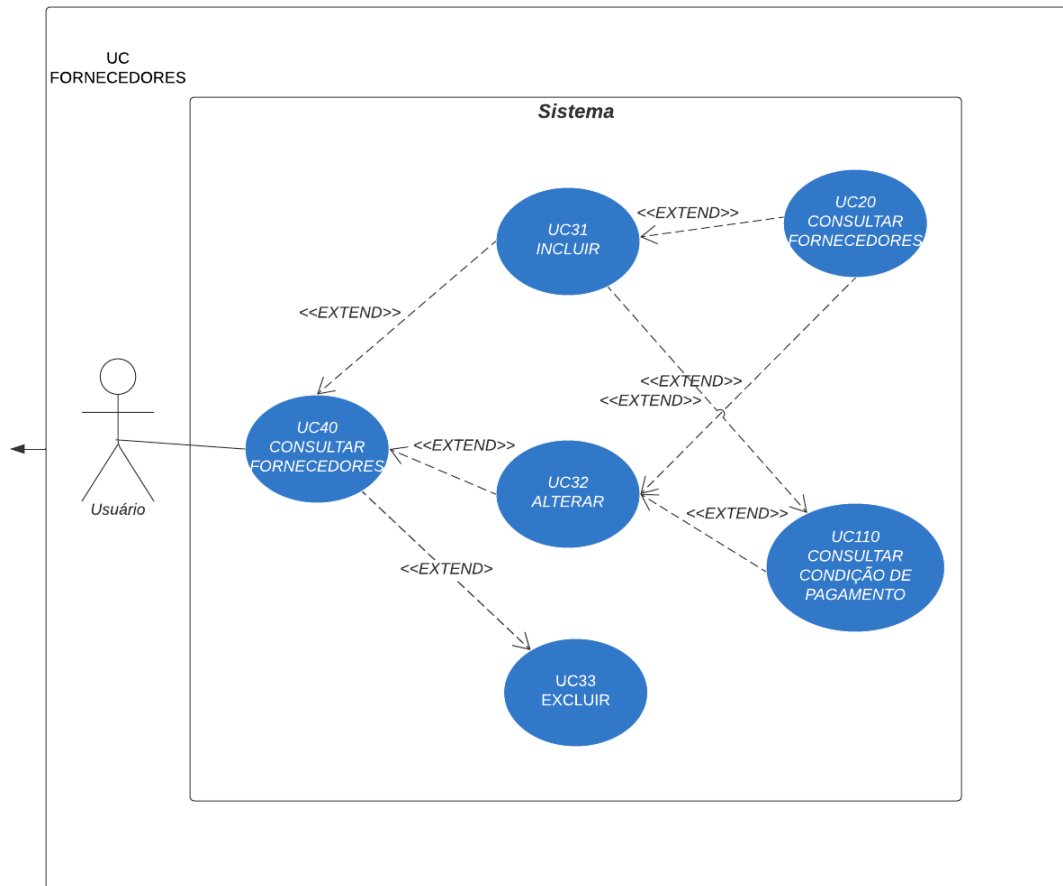 UC
FORNECEDORES
Sistema
UC31
INCLUIR
<<EXTEND>>
UC20
CONSULTAR
FORNECEDORES
<<EXTEND>>
<<EXTEND>>
<<EXTEND>>
UC40
CONSULTAR
FORNECEDORES
<<EXTEND>>
UC32
ALTERAR
<<EXTEND>>
Usuário
UC110
CONSULTAR
CONDIÇÃO DE
PAGAMENTO
<<EXTEND>
UC33
EXCLUIR